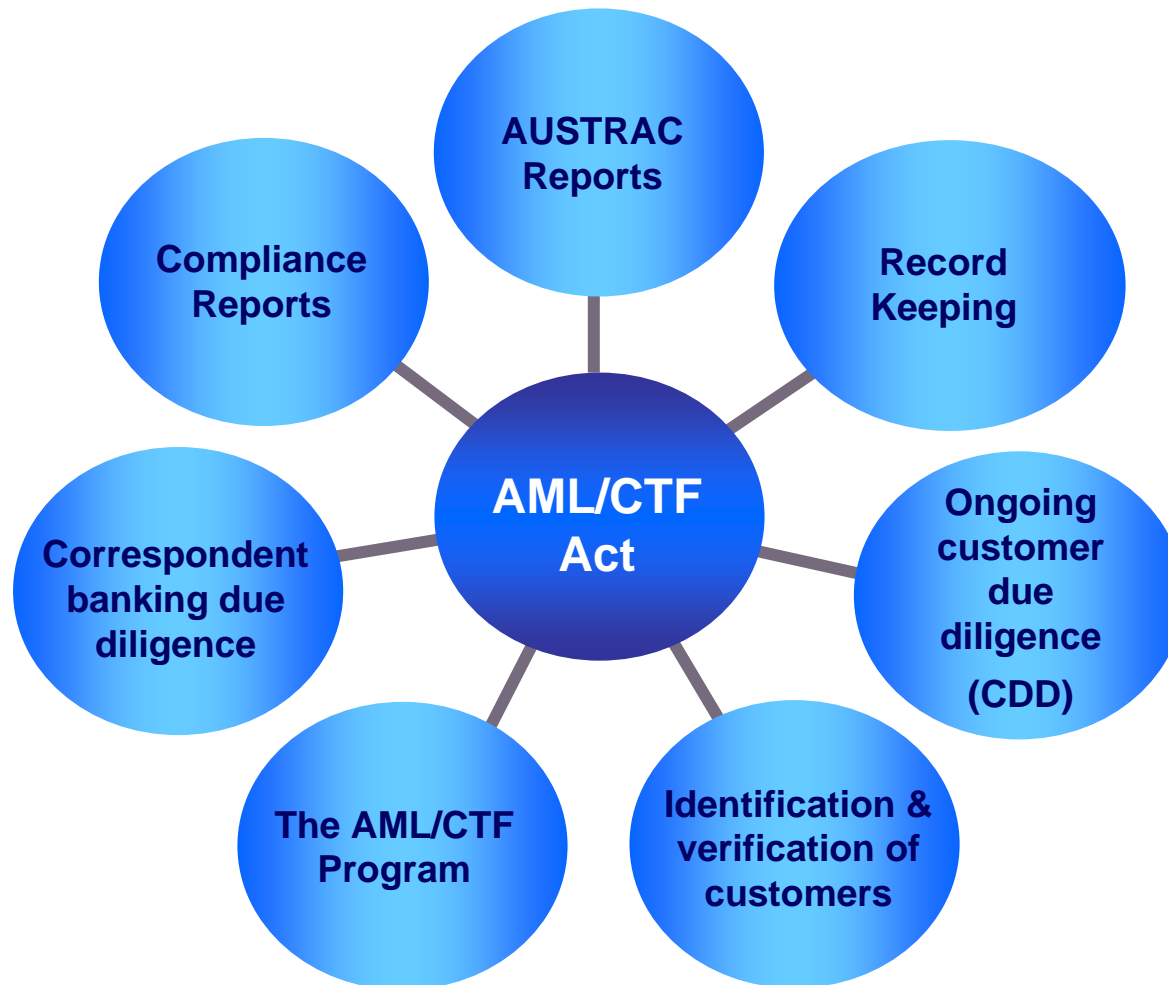 AUSTRAC
Reports
Record
Keeping
Ongoing
customer
due
diligence
(CDD)
Identification &
verification of
customers
The AML/CTF
Program
Correspondent
banking due
diligence
Compliance
Reports
AML/CTF
Act